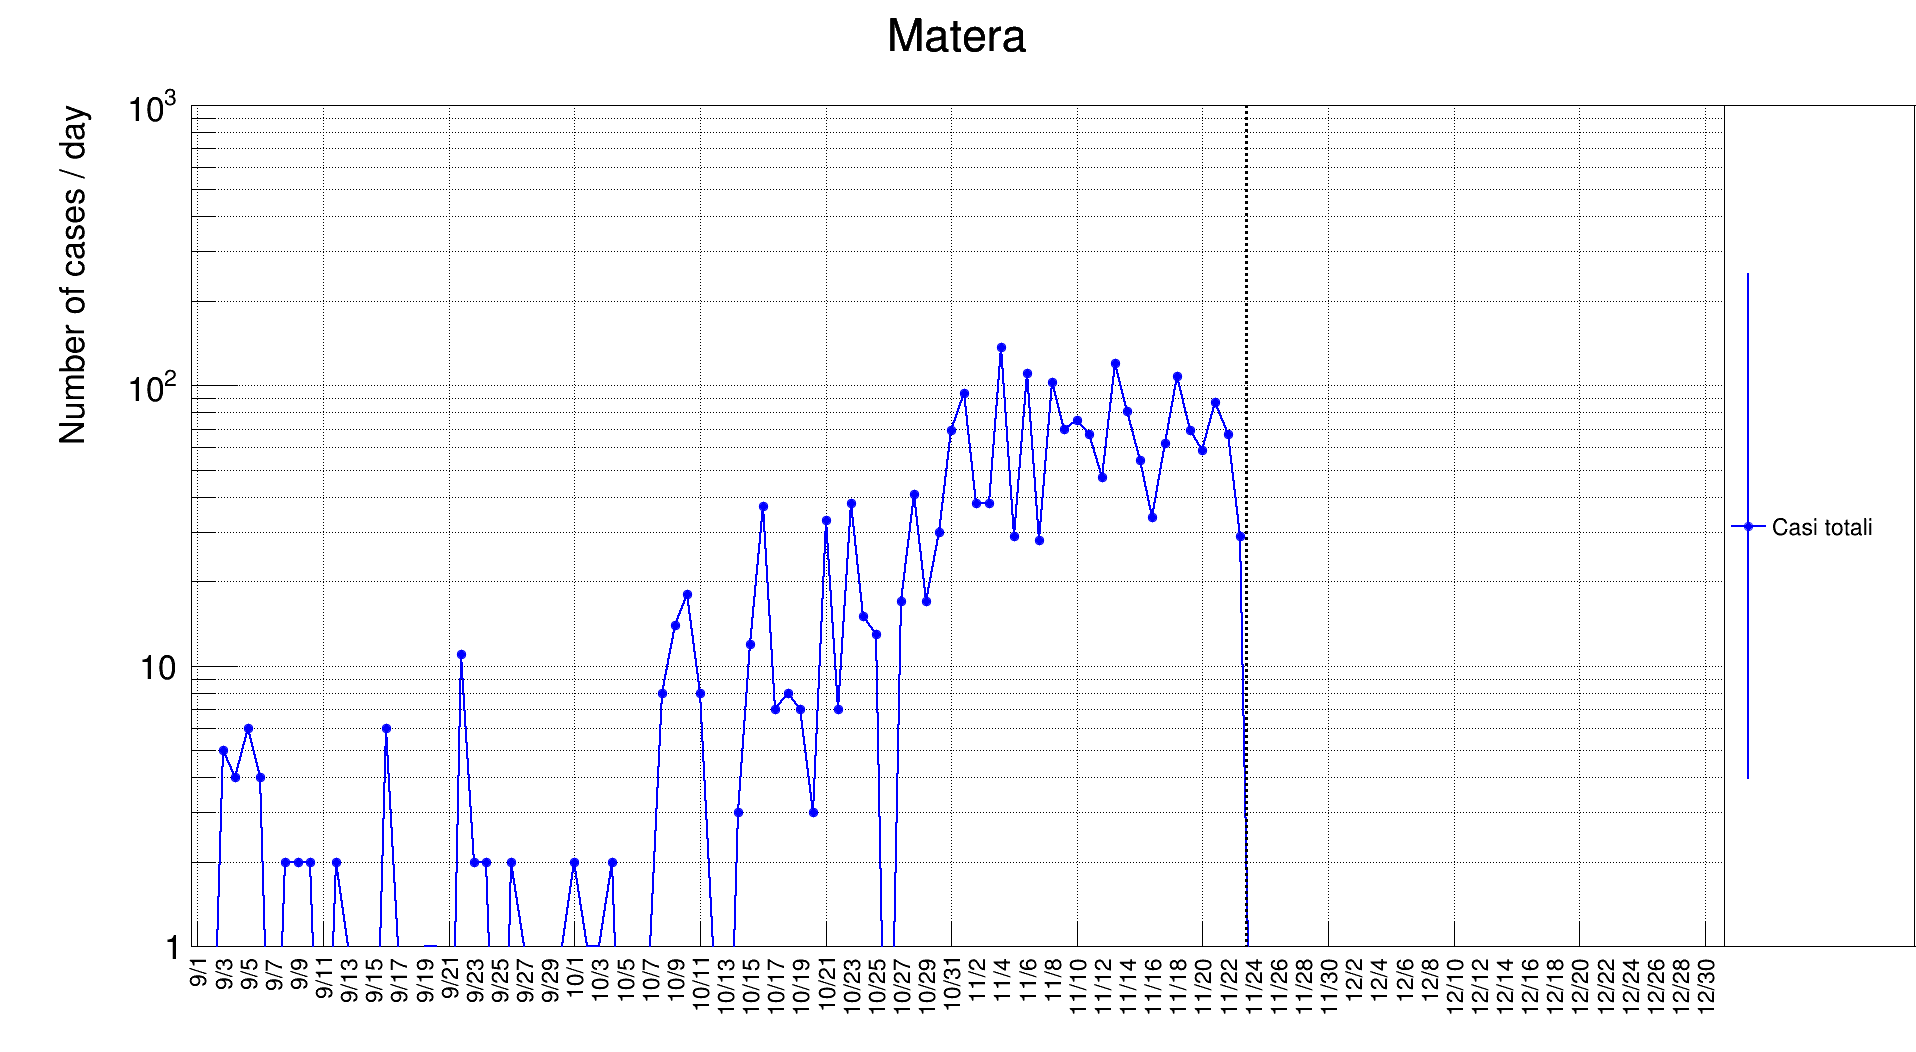 Matera
Number of cases / day
10³
10²
10
1
Casi totali
9/1 9/3 9/5 9/7 9/9 9/11 9/13 9/15 9/17 9/19 9/21 9/23 9/25 9/27 9/29 10/1 10/3 10/5 10/7 10/9 10/11 10/13 10/15 10/17 10/19 10/21 10/23 10/25 10/27 10/29 10/31 11/2 11/4 11/6 11/8 11/10 11/12 11/14 11/16 11/18 11/20 11/22 11/24 11/26 11/28 11/30 12/2 12/4 12/6 12/8 12/10 12/12 12/14 12/16 12/18 12/20 12/22 12/24 12/26 12/28 12/30